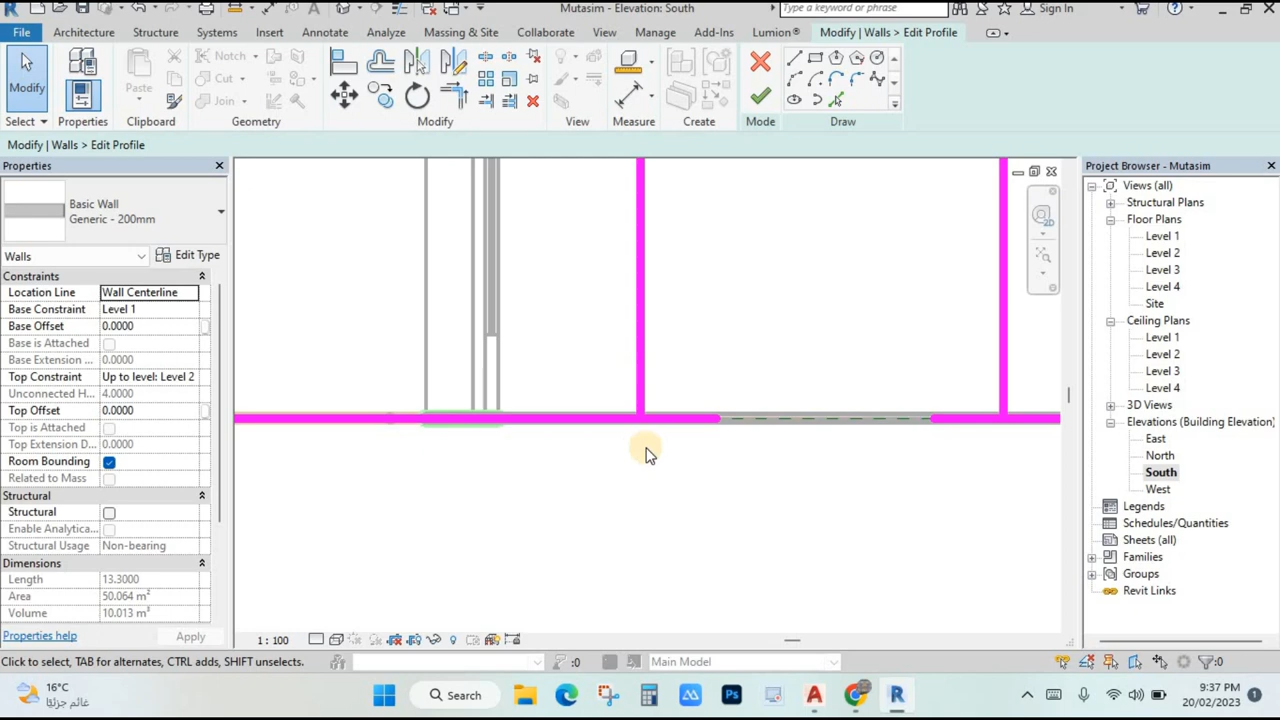 Mutasim - Elevation: South
Type a keyword or phrase
Sign In
File Architecture Structure Systems Insert Annotate Analyze Massing & Site Collaborate View Manage Add-Ins Lumion® Modify | Walls > Edit Profile
Modify
Paste
Notch
Cut
Join
Select Properties Clipboard Geometry Modify View Measure Create Mode Draw
Modify | Walls > Edit Profile
Properties
Basic Wall
Generic - 200mm
Walls
Edit Type
Constraints
Location Line Wall Centerline
Base Constraint Level 1
Base Offset 0.0000
Base is Attached
Base Extension ... 0.0000
Top Constraint Up to level: Level 2
Unconnected H... 4.0000
Top Offset 0.0000
Top is Attached
Top Extension D... 0.0000
Room Bounding
Related to Mass
Structural
Structural
Enable Analytica...
Structural Usage Non-bearing
Dimensions
Length 13.3000
Area 50.064 m²
Volume 10.013 m³
Properties help
Apply
2D
Project Browser - Mutasim
Views (all)
Structural Plans
Floor Plans
Level 1
Level 2
Level 3
Level 4
Site
Ceiling Plans
Level 1
Level 2
Level 3
Level 4
3D Views
Elevations (Building Elevation)
East
North
South
West
Legends
Schedules/Quantities
Sheets (all)
Families
Groups
Revit Links
1 : 100
Click to select, TAB for alternates, CTRL adds, SHIFT unselects.
:0
Main Model
:0
16°C
غائم جزئيًا
Search
Ps
A
R
9:37 PM
20/02/2023